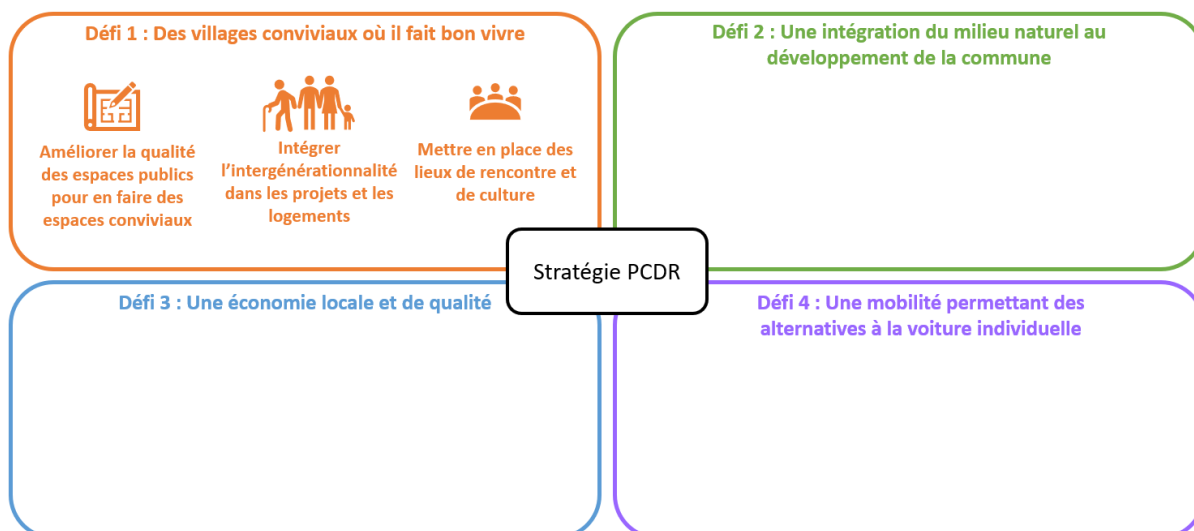 Défi 1 : Des villages conviviaux où il fait bon vivre
Améliorer la qualité
des espaces publics
pour en faire des
espaces conviviaux
Intégrer
l’intergénérationnalité
dans les projets et les
logements
Mettre en place des
lieux de rencontre et
de culture
Défi 2 : Une intégration du milieu naturel au
développement de la commune
Stratégie PCDR
Défi 3 : Une économie locale et de qualité
Défi 4 : Une mobilité permettant des
alternatives à la voiture individuelle